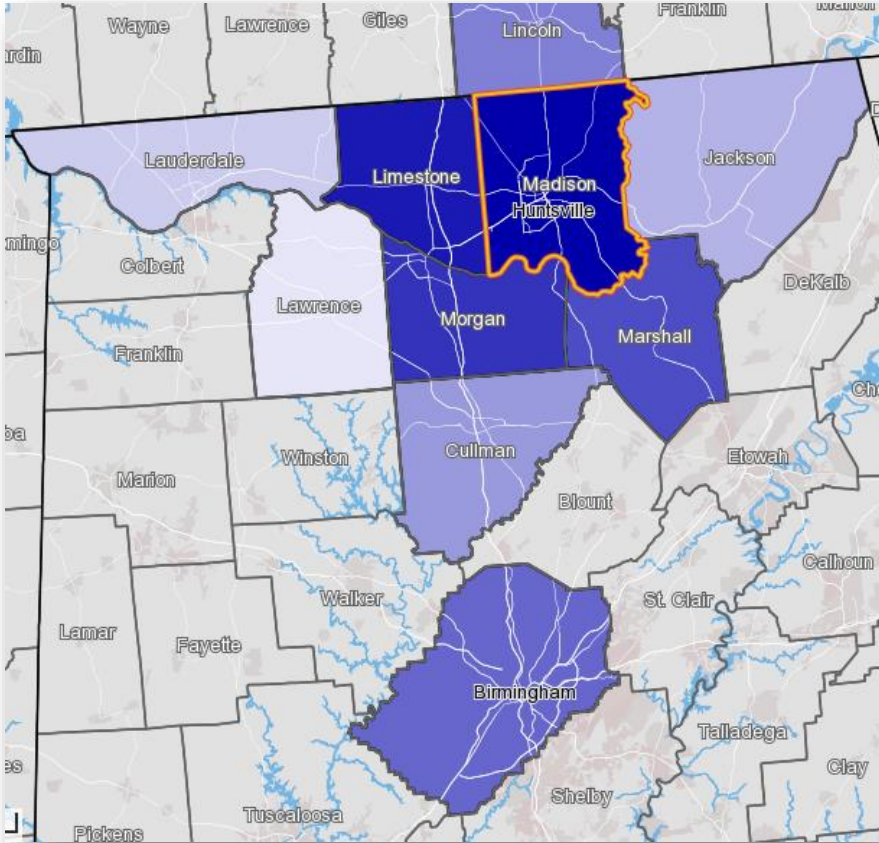 Wayne
Lawrence
Giles
Lincoln
Franklin
Lauderdale
Limestone
Madison
Huntsville
Jackson
Colbert
DeKalb
Lawrence
Morgan
Marshall
Franklin
Cullman
Etowah
Winston
Marion
Blount
Calhoun
Walker
St. Clair
Lamar
Fayette
Birmingham
Talladega
Clay
Shelby
Tuscaloosa
Pickens